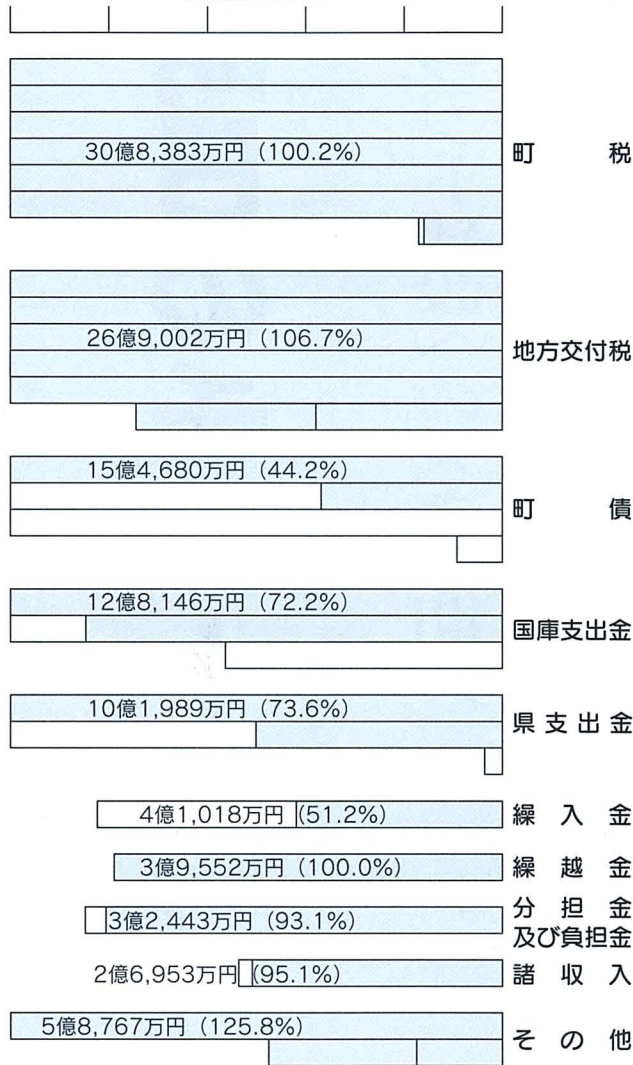 30億8,383万円（100.2%）
町税
26億9,002万円（106.7%）
地方交付税
15億4,680万円（44.2%）
町債
12億8,146万円（72.2%）
国庫支出金
10億1,989万円（73.6%）
県支出金
4億1,018万円（51.2%）
繰入金
3億9,552万円（100.0%）
繰越金
3億2,443万円（93.1%）
分担金
及び負担金
2億6,953万円（95.1%）
諸収入
5億8,767万円（125.8%）
その他